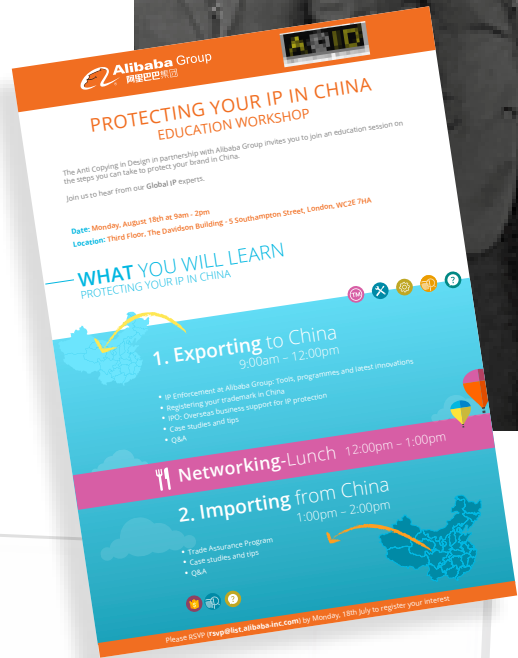 Alibaba Group
阿里巴巴集团
ACID
PROTECTING YOUR IP IN CHINA
EDUCATION WORKSHOP
The Anti Copying in Design in partnership with Alibaba Group invites you to join an education session on
the steps you can take to protect your brand in China.
Join us to hear from our Global IP experts.
Date: Monday, August 18th at 9am - 2pm
Location: Third Floor, The Davidson Building - 5 Southampton Street, London, WC2E 7HA
WHAT YOU WILL LEARN
PROTECTING YOUR IP IN CHINA
TM
?
1. Exporting to China
9:00am – 12:00pm
• IP Enforcement at Alibaba Group: Tools, programmes and latest innovations
• Registering your trademark in China
• IPO: Overseas business support for IP protection
• Case studies and tips
• Q&A
Networking-Lunch 12:00pm – 1:00pm
2. Importing from China
1:00pm – 2:00pm
• Trade Assurance Program
• Case studies and tips
• Q&A
?
Please RSVP (rsvp@list.alibaba-inc.com) by Monday, 18th July to register your interest